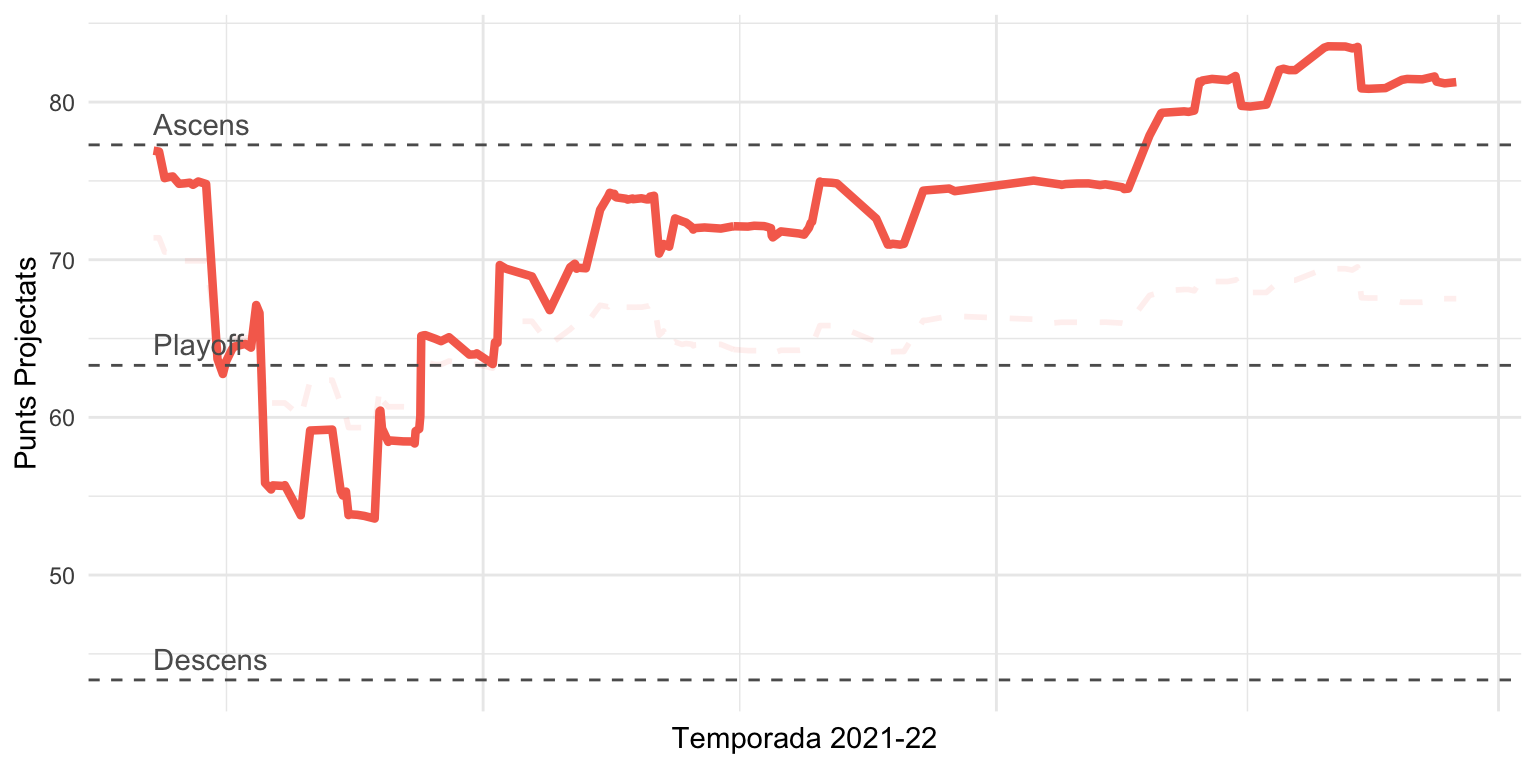 80
70
60
50
Punts Projectats
Ascens
Playoff
Descens
Temporada 2021-22